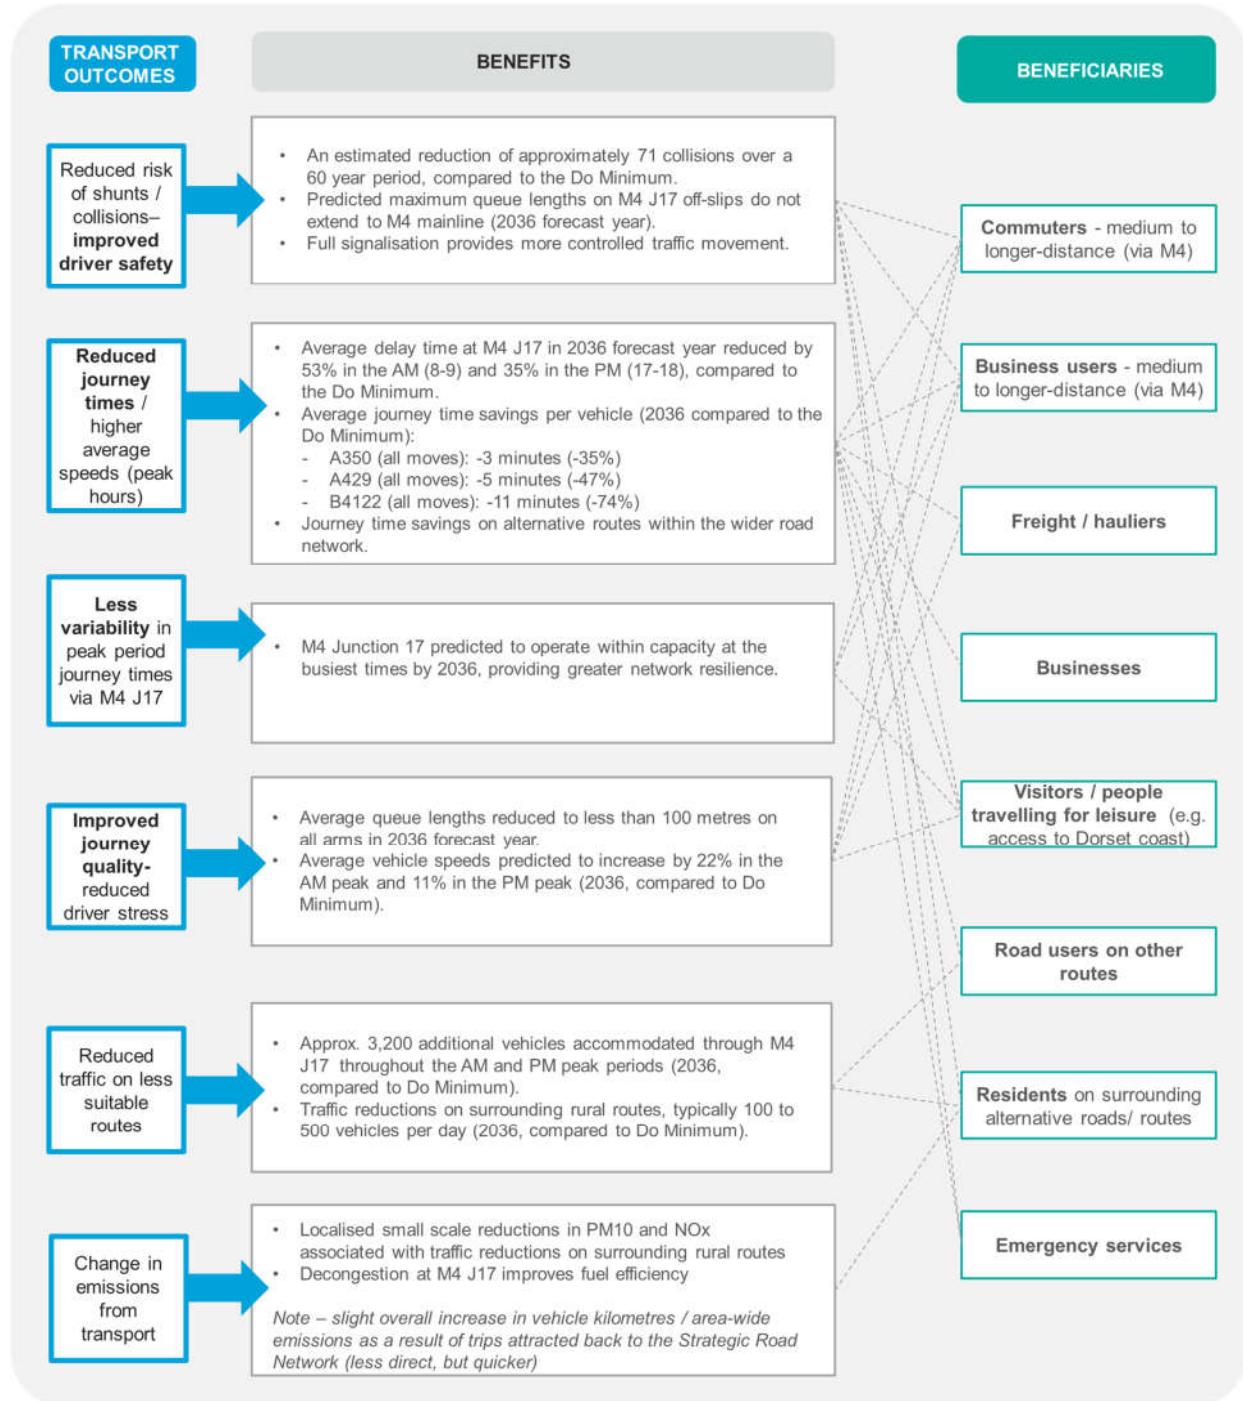 TRANSPORT
OUTCOMES
BENEFITS
BENEFICIARIES
Reduced risk
of shunts /
collisions–
improved
driver safety
• An estimated reduction of approximately 71 collisions over a
60 year period, compared to the Do Minimum.
• Predicted maximum queue lengths on M4 J17 off-slips do not
extend to M4 mainline (2036 forecast year).
• Full signalisation provides more controlled traffic movement.
Reduced
journey
times /
higher
average
speeds (peak
hours)
• Average delay time at M4 J17 in 2036 forecast year reduced by
53% in the AM (8-9) and 35% in the PM (17-18), compared to
the Do Minimum.
• Average journey time savings per vehicle (2036 compared to the
Do Minimum):
- A350 (all moves): -3 minutes (-35%)
- A429 (all moves): -5 minutes (-47%)
- B4122 (all moves): -11 minutes (-74%)
• Journey time savings on alternative routes within the wider road
network.
Less
variability in
peak period
journey times
via M4 J17
• M4 Junction 17 predicted to operate within capacity at the
busiest times by 2036, providing greater network resilience.
Improved
journey
quality-
reduced
driver stress
• Average queue lengths reduced to less than 100 metres on
all arms in 2036 forecast year.
• Average vehicle speeds predicted to increase by 22% in the
AM peak and 11% in the PM peak (2036, compared to Do
Minimum).
Reduced
traffic on less
suitable
routes
• Approx. 3,200 additional vehicles accommodated through M4
J17 throughout the AM and PM peak periods (2036,
compared to Do Minimum).
• Traffic reductions on surrounding rural routes, typically 100 to
500 vehicles per day (2036, compared to Do Minimum).
Change in
emissions
from
transport
• Localised small scale reductions in PM10 and NOx
associated with traffic reductions on surrounding rural routes
• Decongestion at M4 J17 improves fuel efficiency
Note – slight overall increase in vehicle kilometres / area-wide
emissions as a result of trips attracted back to the Strategic Road
Network (less direct, but quicker)
Commuters - medium to
longer-distance (via M4)
Business users - medium
to longer-distance (via M4)
Freight / hauliers
Businesses
Visitors / people
travelling for leisure (e.g.
access to Dorset coast)
Road users on other
routes
Residents on surrounding
alternative roads/ routes
Emergency services